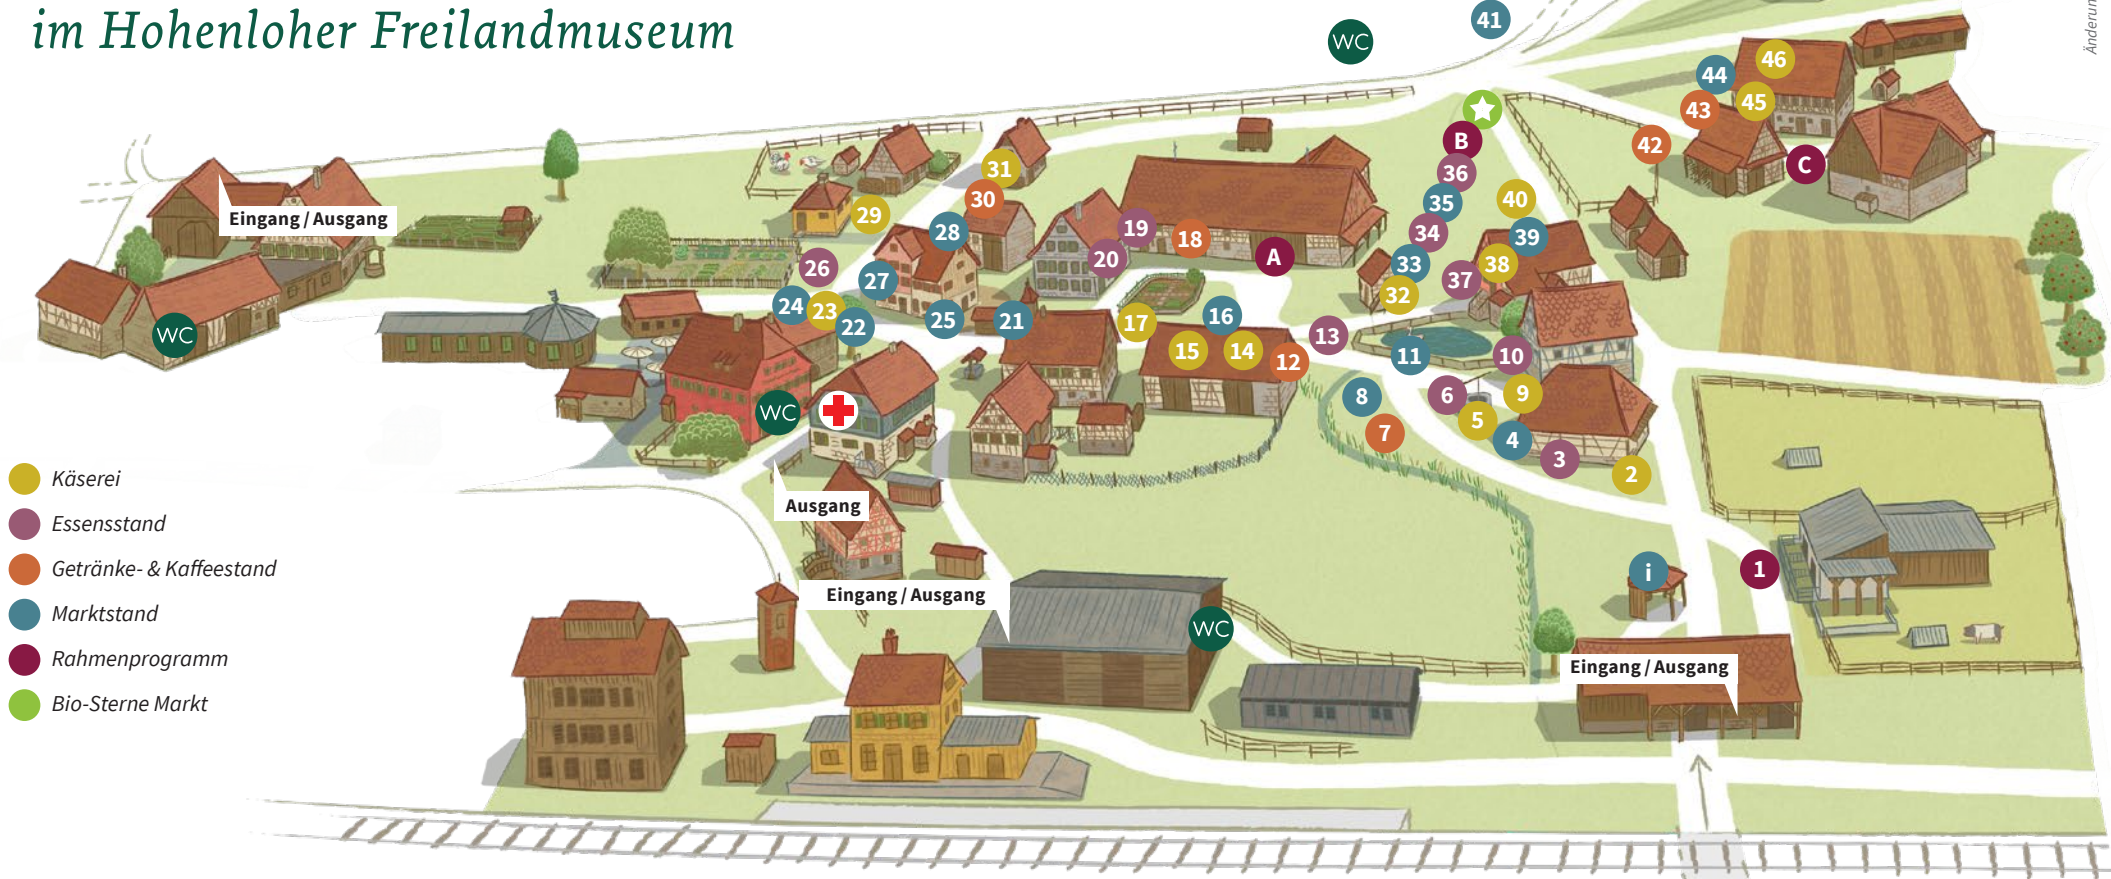 im Hohenloher Freilandmuseum
Änderun
41
WC
46
44
45
43
B
42
36
C
31
35
40
30
29
19
34
39
Eingang / Ausgang
28
18
20
A
33
38
26
27
37
32
24
23
22
25
21
17
16
WC
13
15
14
12
11
10
8
6
9
WC
5
7
4
3
2
Käserei
Ausgang
Essensstand
Getränke- & Kaffeestand
i
1
Eingang / Ausgang
Marktstand
WC
Rahmenprogramm
Eingang / Ausgang
Bio-Sterne Markt